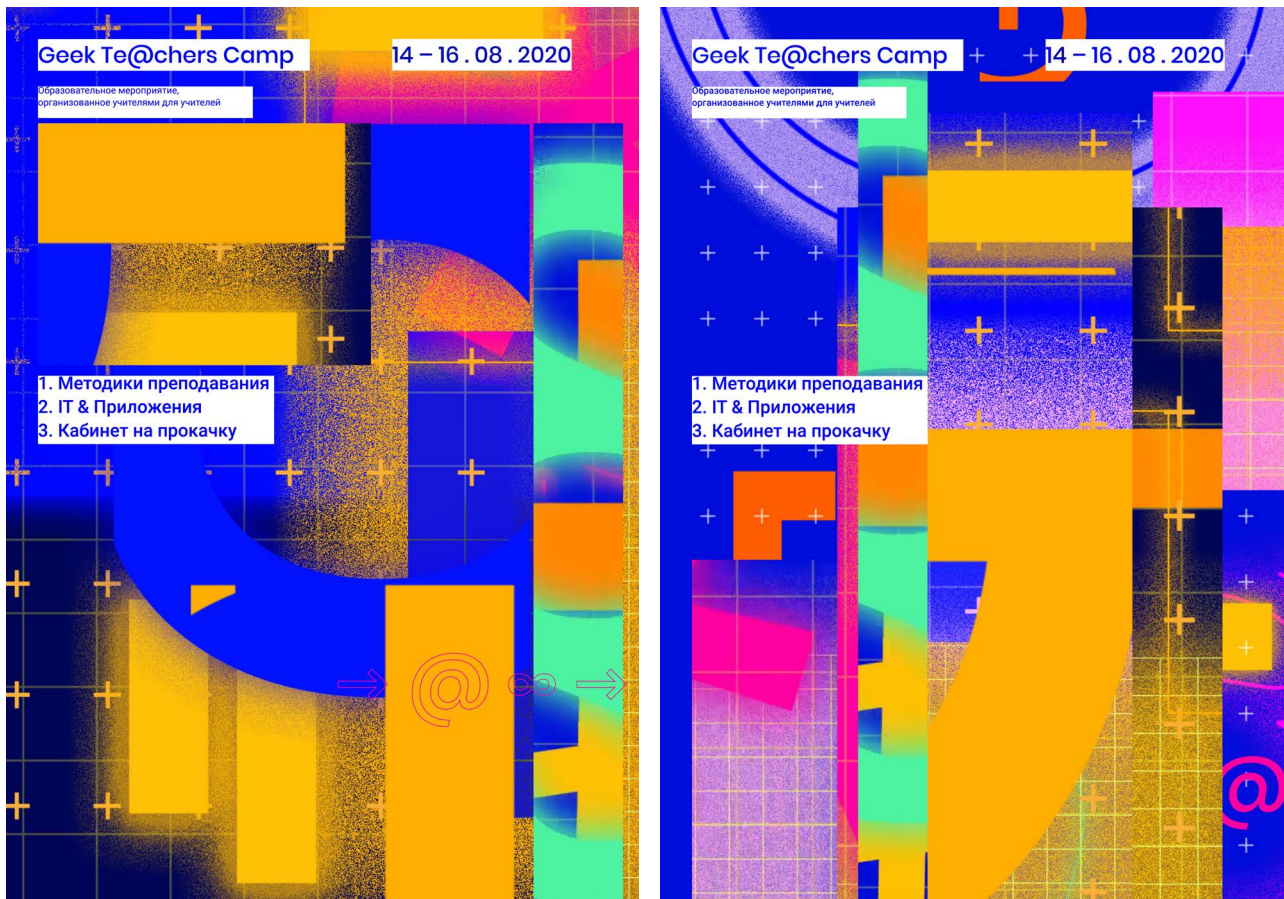 Geek Te@chers Camp
14 – 16 . 08 . 2020
Образовательное мероприятие,
организованное учителями для учителей
1. Методики преподавания
2. IT & Приложения
3. Кабинет на прокачку
→ @ ∞ →
Geek Te@chers Camp
14 – 16 . 08 . 2020
Образовательное мероприятие,
организованное учителями для учителей
1. Методики преподавания
2. IT & Приложения
3. Кабинет на прокачку
@